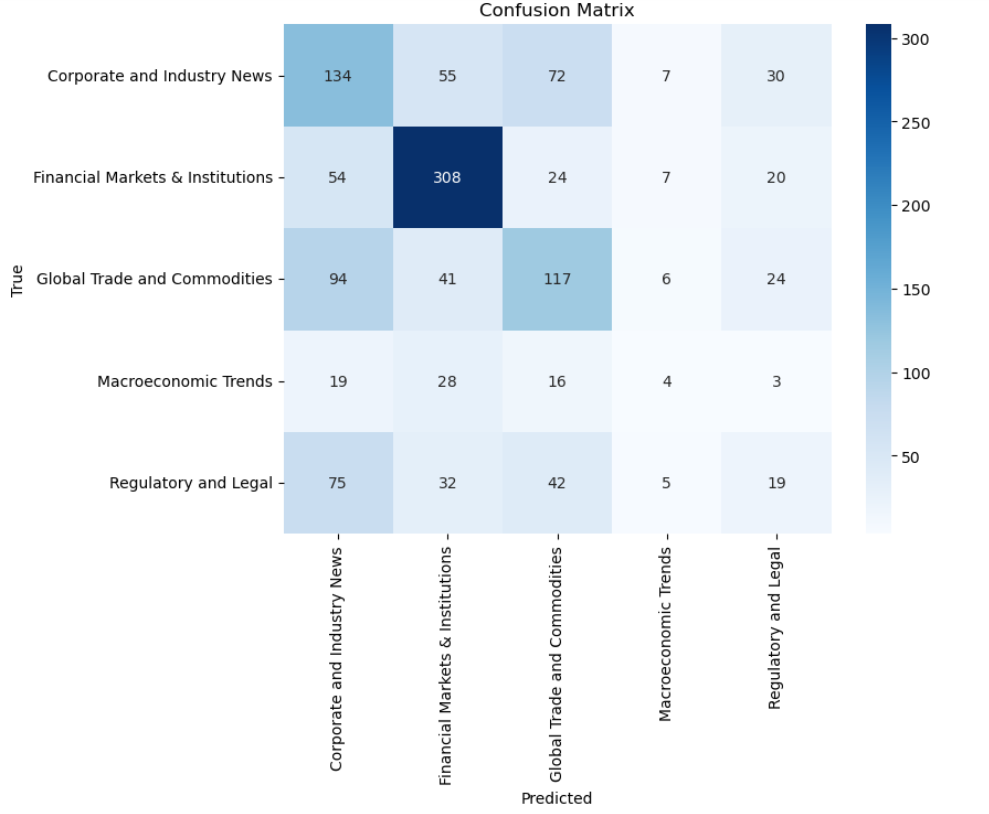 Confusion Matrix
Corporate and Industry News 134 55 72 7 30
Financial Markets & Institutions 54 308 24 7 20
Global Trade and Commodities 94 41 117 6 24
Macroeconomic Trends 19 28 16 4 3
Regulatory and Legal 75 32 42 5 19
True
Corporate and Industry News
Financial Markets & Institutions
Global Trade and Commodities
Macroeconomic Trends
Regulatory and Legal
Predicted
300
250
200
150
100
50